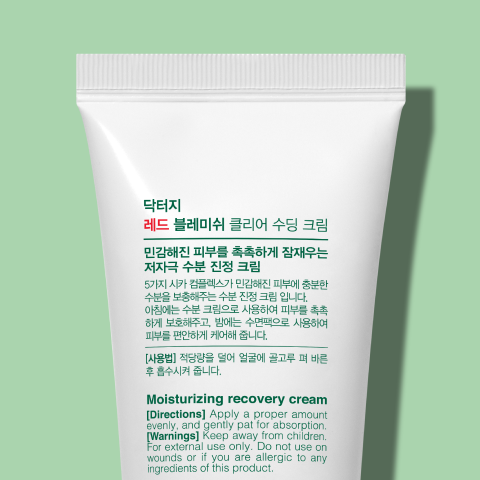 닥터지
레드 블레미쉬 클리어 수딩 크림
민감해진 피부를 촉촉하게 잠재우는
저자극 수분 진정 크림
5가지 시카 컴플렉스가 민감해진 피부에 충분한
수분을 보충해주는 수분 진정 크림 입니다.
아침에는 수분 크림으로 사용하여 피부를 촉촉
하게 보호해주고, 밤에는 수면팩으로 사용하여
피부를 편안하게 케어해 줍니다.
[사용법] 적당량을 덜어 얼굴에 골고루 펴 바른
후 흡수시켜 줍니다.
Moisturizing recovery cream
[Directions] Apply a proper amount
evenly, and gently pat for absorption.
[Warnings] Keep away from children.
For external use only. Do not use on
wounds or if you are allergic to any
ingredients of this product.